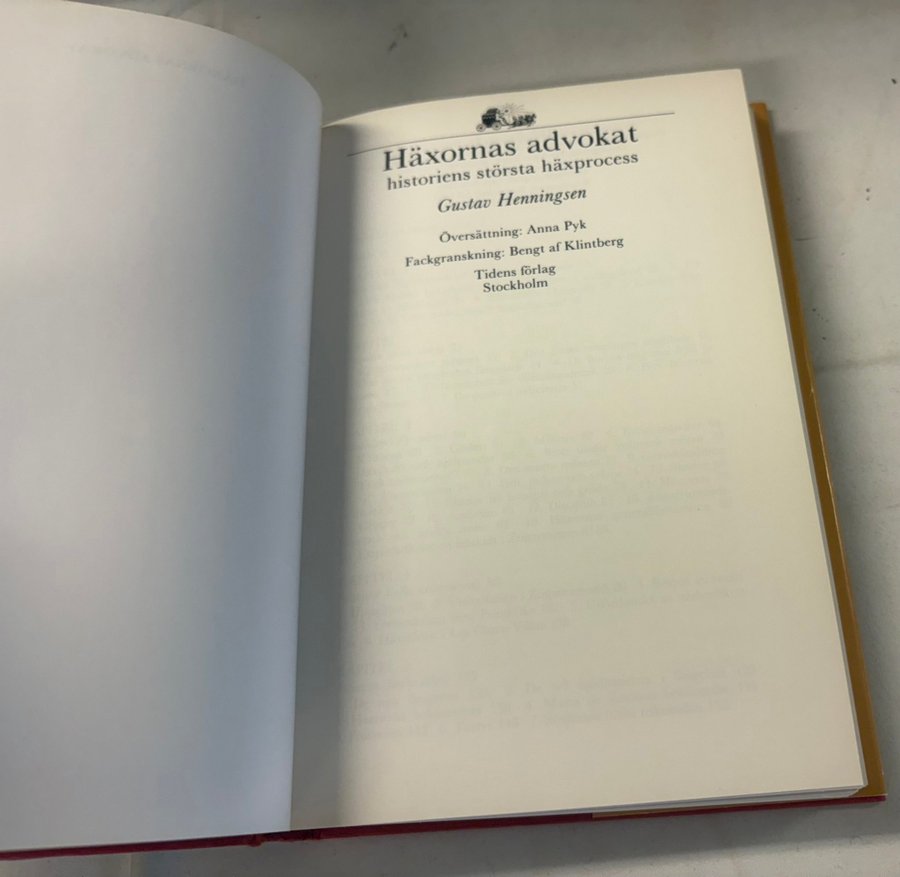 Häxornas advokat
historiens största häxprocess
Gustav Henningsen
Översättning: Anna Pyk
Fackgranskning: Bengt af Klintberg
Tidens förlag
Stockholm